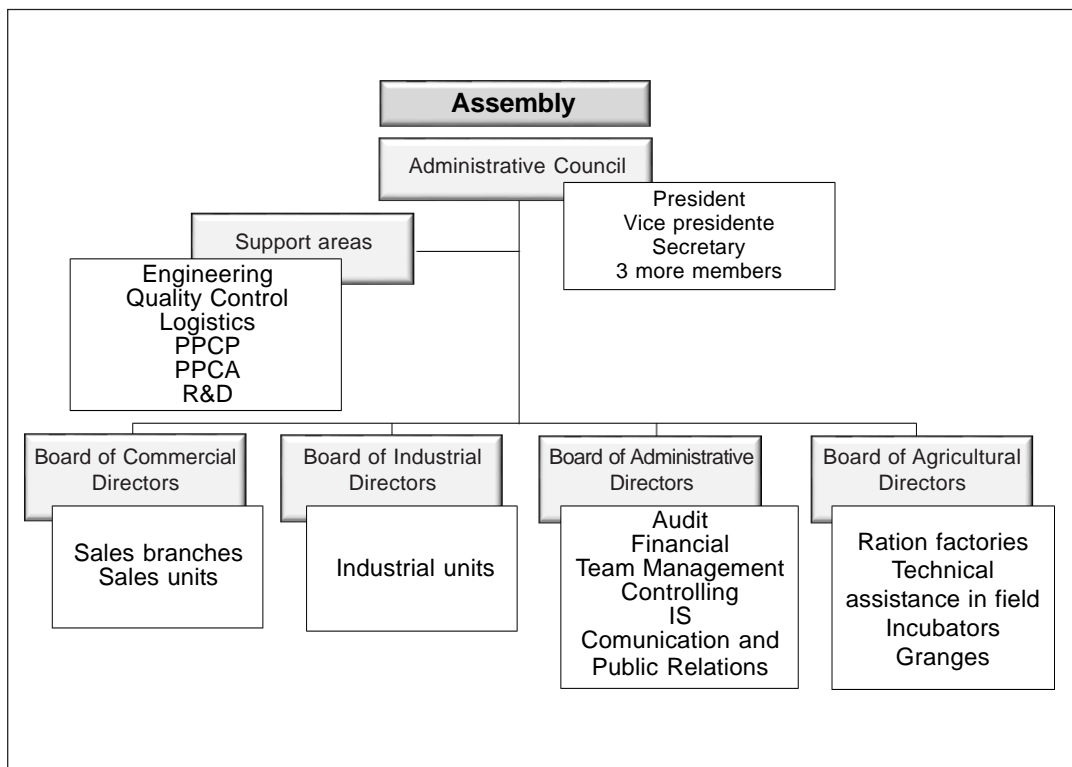 Assembly
Administrative Council
President
Vice presidente
Secretary
3 more members
Support areas
Engineering
Quality Control
Logistics
PPCP
PPCA
R&D
Board of Commercial
Directors
Sales branches
Sales units
Board of Industrial
Directors
Industrial units
Board of Administrative
Directors
Audit
Financial
Team Management
Controlling
IS
Comunication and
Public Relations
Board of Agricultural
Directors
Ration factories
Technical
assistance in field
Incubators
Granges